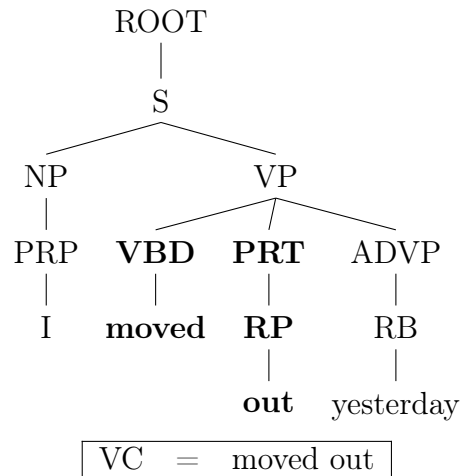 ROOT
S
NP VP
PRP VBD PRT ADVP
I moved RP RB
out yesterday
VC = moved out